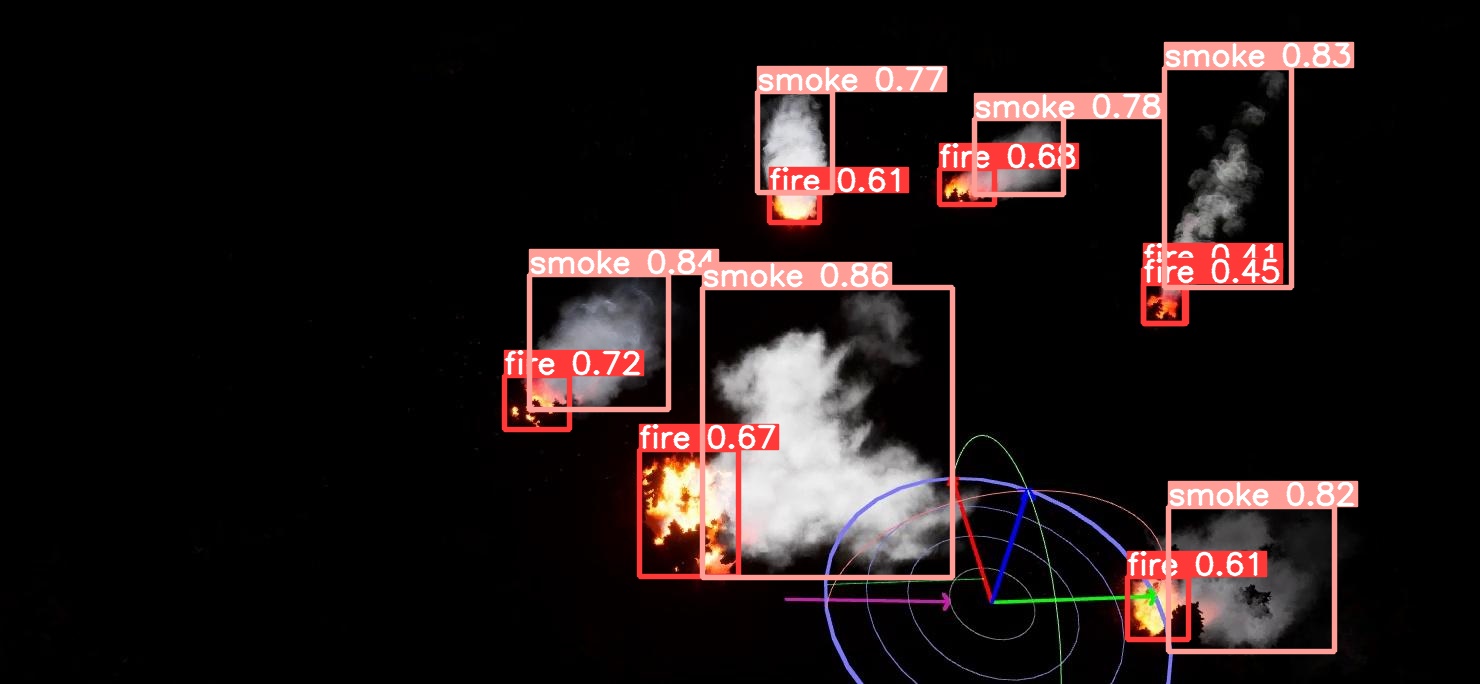 smoke 0.83
smoke 0.77
smoke 0.78
fire 0.68
fire 0.61
fire 0.41
fire 0.45
smoke 0.84
smoke 0.86
fire 0.72
fire 0.67
smoke 0.82
fire 0.61